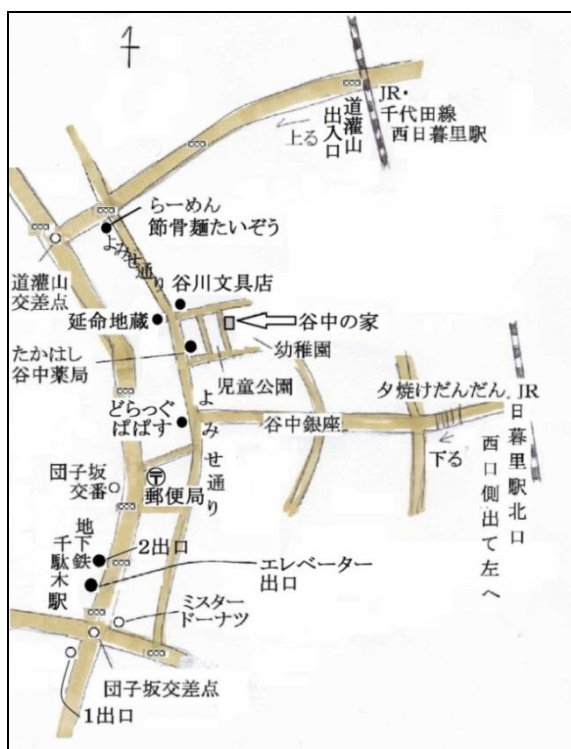 JR・
千代田線
西日暮里駅
道灌山
出入口
上る
らーめん
節骨麺たいぞう
よみせ通り
道灌山
交差点
谷川文具店
延命地蔵
谷中の家
たかはし
谷中薬局
幼稚園
児童公園
夕焼けだんだん
JR日暮里駅北口
西口側出て左へ
どらっぐ
ぱぱす
よみせ通り
谷中銀座
下る
団子坂
交番
〒
郵便局
地下鉄
千駄木駅
2出口
エレベーター
出口
ミスター
ドーナツ
団子坂交差点
1出口